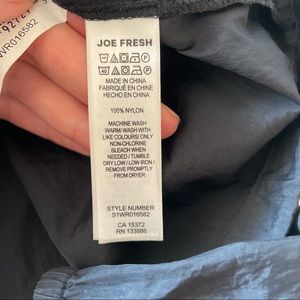 WR016582
JOE FRESH
MADE IN CHINA
FABRIQUÉ EN CHINE
HECHO EN CHINA
100% NYLON
MACHINE WASH
WARM/ WASH WITH
LIKE COLOURS/ ONLY
NON-CHLORINE
BLEACH WHEN
NEEDED / TUMBLE
DRY LOW / LOW IRON /
REMOVE PROMPTLY
FROM DRYER
STYLE NUMBER
S1WR016582
CA 15372
RN 133886